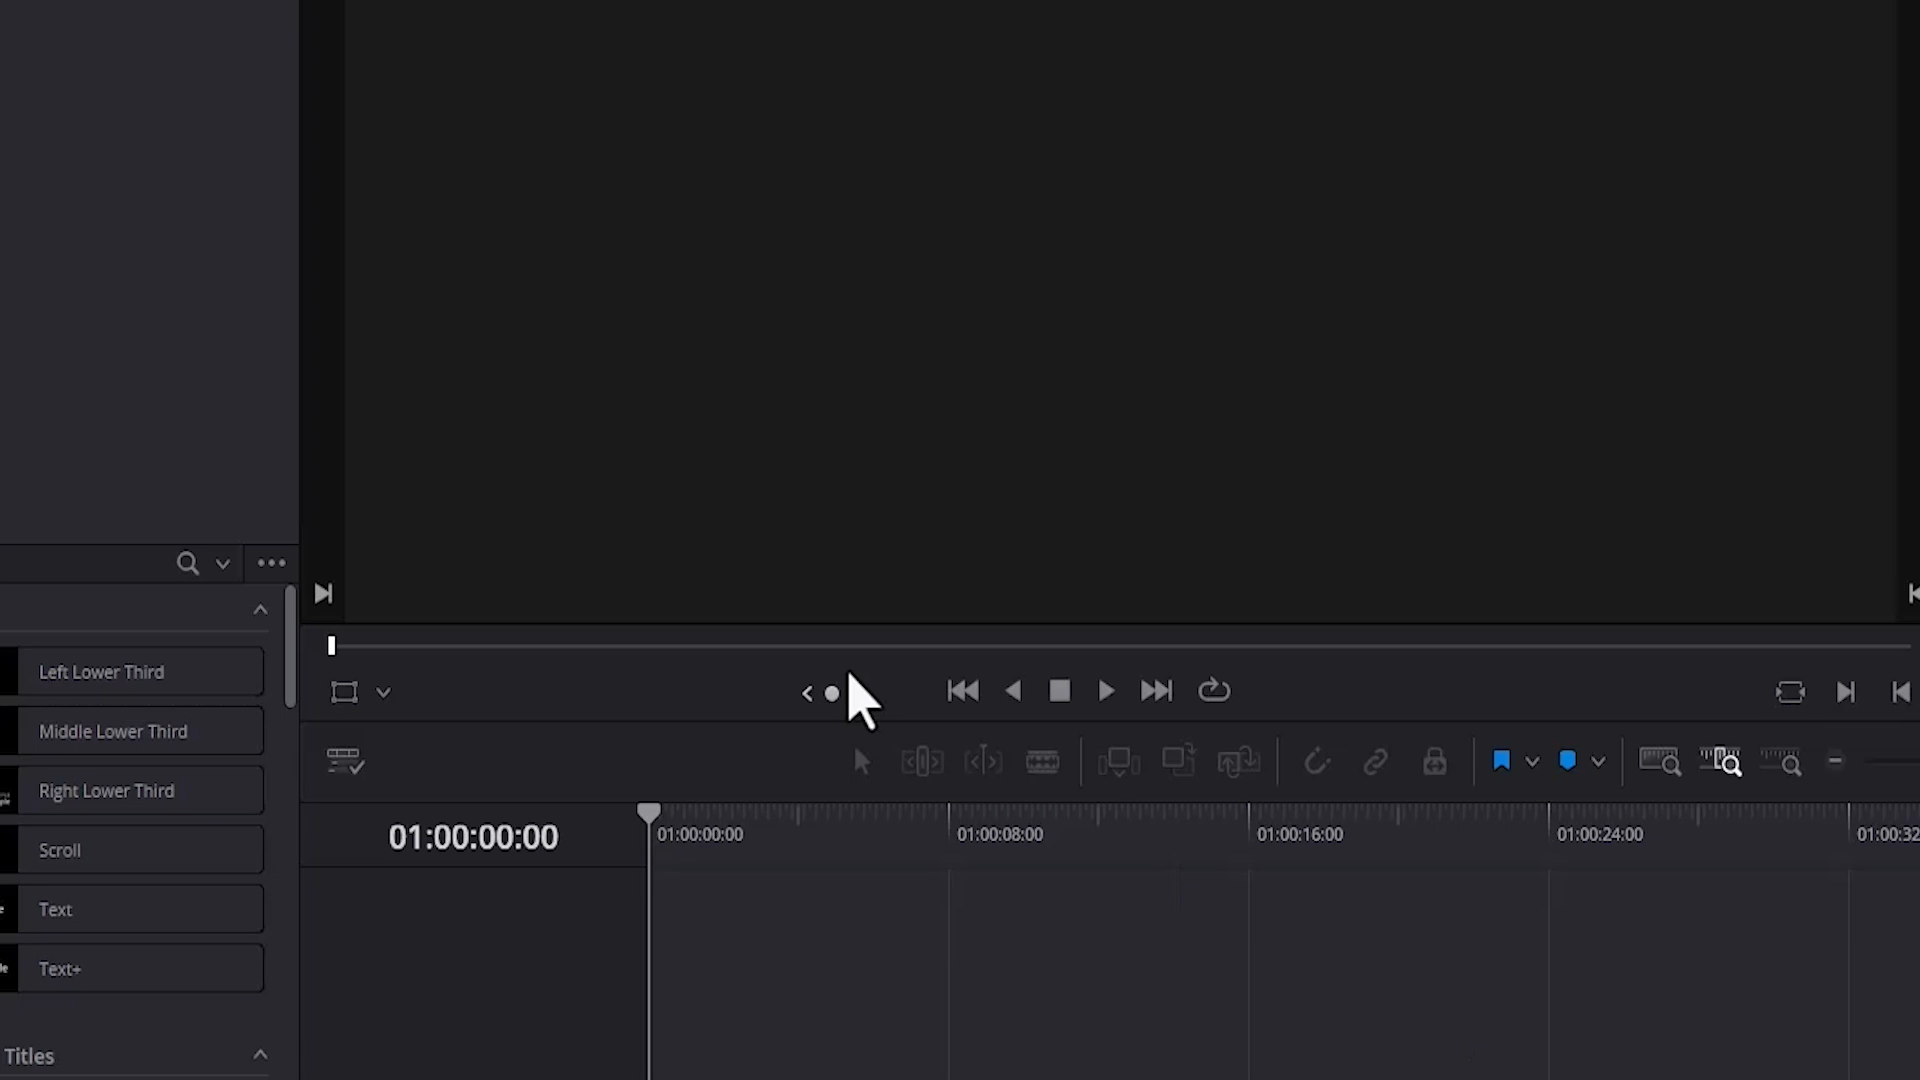 Left Lower Third
Middle Lower Third
Right Lower Third
Scroll
Text
Text+
Titles
01:00:00:00
01:00:00:00
01:00:08:00
01:00:16:00
01:00:24:00
01:00:32